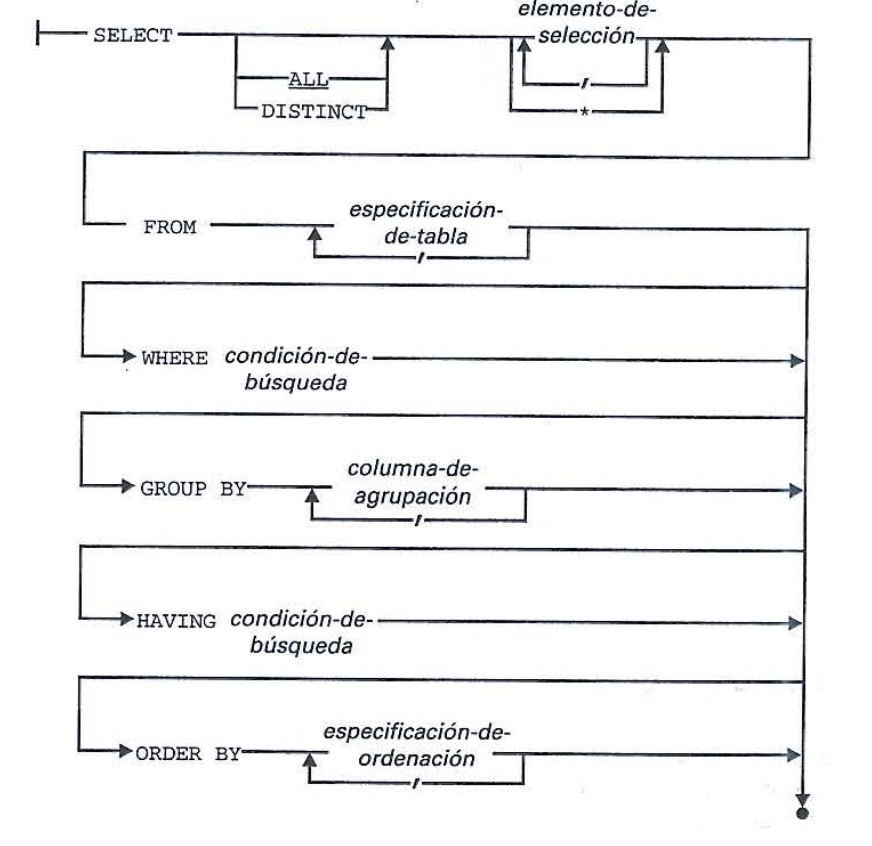 elemento-de-
SELECT selección
,
ALL
DISTINCT *
especificación-
FROM de-tabla
,
WHERE condición-de-
búsqueda
columna-de-
GROUP BY agrupación
,
HAVING condición-de-
búsqueda
especificación-de-
ORDER BY ordenación
,